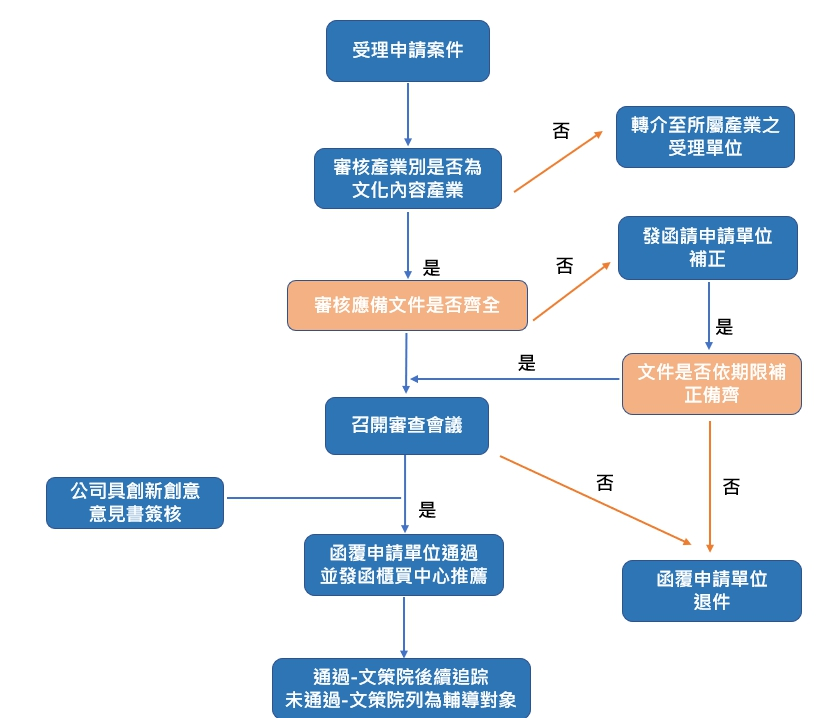 受理申請案件
否
轉介至所屬產業之
受理單位
審核產業別是否為
文化內容產業
是
否
發函請申請單位
補正
審核應備文件是否齊全
是
是
文件是否依期限補
正備齊
召開審查會議
否
否
公司具創新創意
意見書簽核
是
函覆申請單位通過
並發函櫃買中心推薦
函覆申請單位
退件
通過-文策院後續追踪
未通過-文策院列為輔導對象